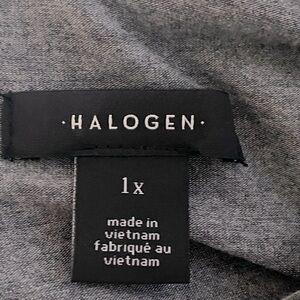 ·HALOGEN·
1x
made in
vietnam
fabriqué au
vietnam